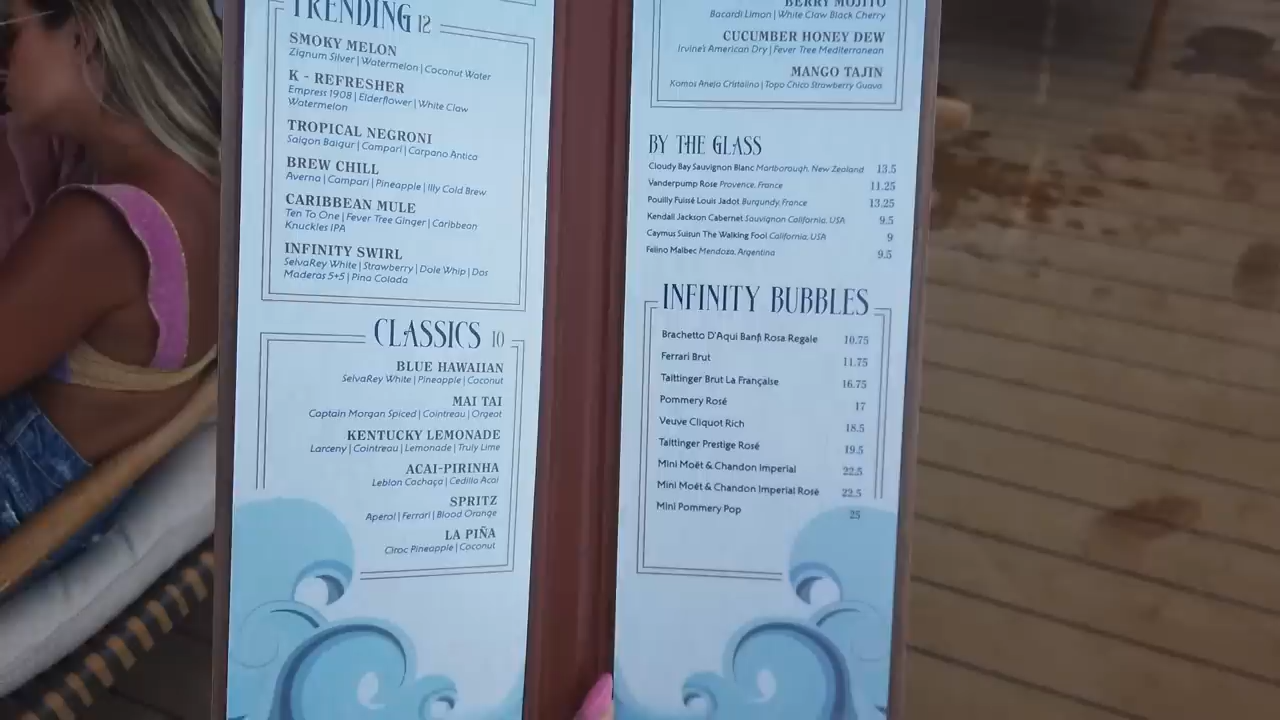 TRENDING 12
SMOKY MELON
Zignum Silver | Watermelon | Coconut Water
K - REFRESHER
Empress 1908 | Elderflower | White Claw
Watermelon
TROPICAL NEGRONI
Saigon Baigur | Campari | Carpano Antica
BREW CHILL
Averna | Campari | Pineapple | Illy Cold Brew
CARIBBEAN MULE
Ten To One | Fever Tree Ginger | Caribbean
Knuckles IPA
INFINITY SWIRL
SelvaRey White | Strawberry | Dole Whip | Dos
Maderas 5+5 | Pina Colada
CLASSICS 10
BLUE HAWAIIAN
SelvaRey White | Pineapple | Coconut
MAI TAI
Captain Morgan Spiced | Cointreau | Orgeat
KENTUCKY LEMONADE
Larceny | Cointreau | Lemonade | Truly Lime
ACAI-PIRINHA
Leblon Cachaça | Cedilla Acai
SPRITZ
Aperol | Ferrari | Blood Orange
LA PIÑA
Ciroc Pineapple | Coconut
BERRY MOJITO
Bacardi Limon | White Claw Black Cherry
CUCUMBER HONEY DEW
Irvine's American Dry | Fever Tree Mediterranean
MANGO TAJIN
Komos Anejo Cristalino | Topo Chico Strawberry Guava
BY THE GLASS
Cloudy Bay Sauvignon Blanc Marlborough, New Zealand 13.5
Vanderpump Rose Provence, France 11.25
Pouilly Fuissé Louis Jadot Burgundy, France 13.25
Kendall Jackson Cabernet Sauvignon California, USA 9.5
Caymus Suisun The Walking Fool California, USA 9
Felino Malbec Mendoza, Argentina 9.5
INFINITY BUBBLES
Brachetto D'Aqui Banfi Rosa Regale 10.75
Ferrari Brut 11.75
Taittinger Brut La Française 16.75
Pommery Rosé 17
Veuve Cliquot Rich 18.5
Taittinger Prestige Rosé 19.5
Mini Moët & Chandon Imperial 22.5
Mini Moët & Chandon Imperial Rosé 22.5
Mini Pommery Pop 25